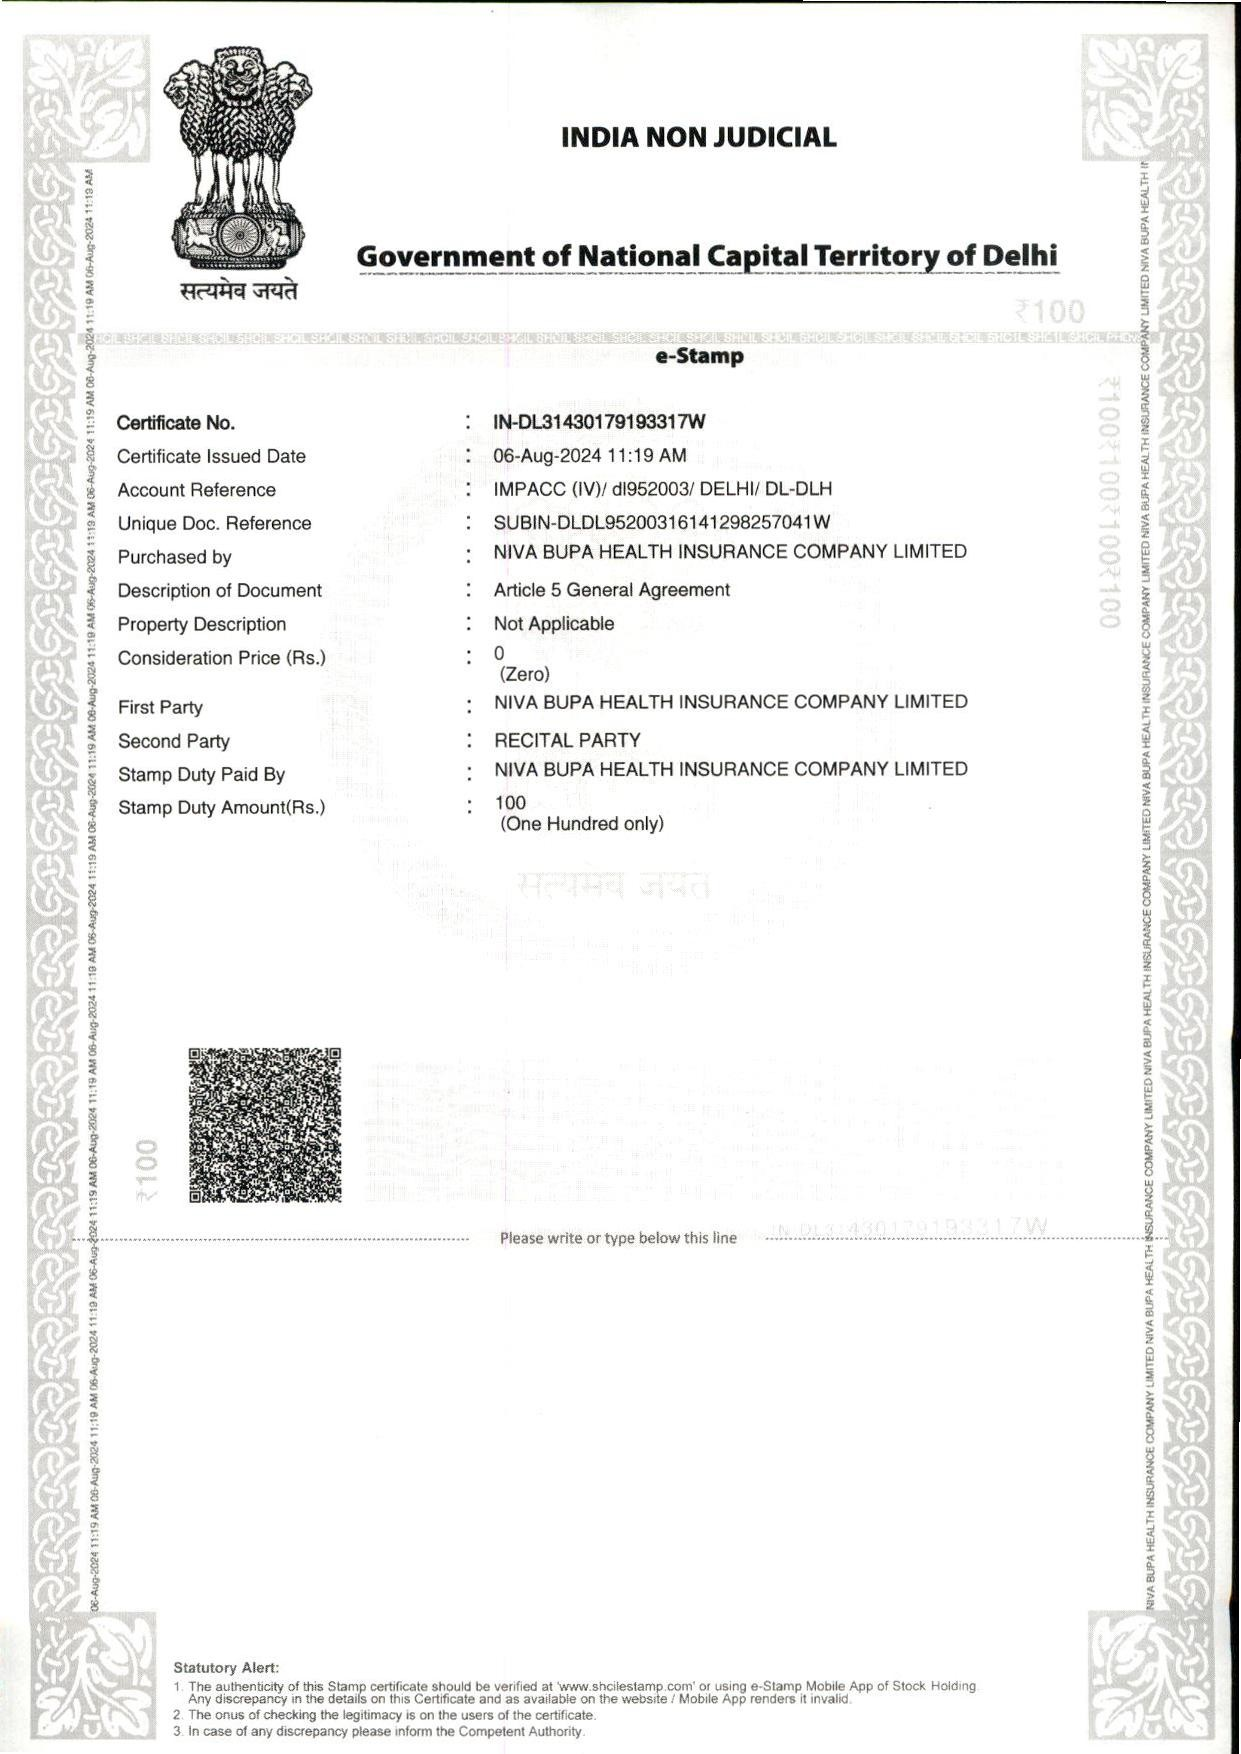 INDIA NON JUDICIAL
Government of National Capital Territory of Delhi
सत्यमेव जयते
₹100
e-Stamp
Certificate No. : IN-DL31430179193317W
Certificate Issued Date : 06-Aug-2024 11:19 AM
Account Reference : IMPACC (IV)/ dl952003/ DELHI/ DL-DLH
Unique Doc. Reference : SUBIN-DLDL95200316141298257041W
Purchased by : NIVA BUPA HEALTH INSURANCE COMPANY LIMITED
Description of Document : Article 5 General Agreement
Property Description : Not Applicable
Consideration Price (Rs.) : 0
(Zero)
First Party : NIVA BUPA HEALTH INSURANCE COMPANY LIMITED
Second Party : RECITAL PARTY
Stamp Duty Paid By : NIVA BUPA HEALTH INSURANCE COMPANY LIMITED
Stamp Duty Amount(Rs.) : 100
(One Hundred only)
सत्यमेव जयते
₹100
IN-DL31430179193317W
Please write or type below this line
Statutory Alert:
1. The authenticity of this Stamp certificate should be verified at 'www.shcilestamp.com' or using e-Stamp Mobile App of Stock Holding.
Any discrepancy in the details on this Certificate and as available on the website / Mobile App renders it invalid.
2. The onus of checking the legitimacy is on the users of the certificate.
3. In case of any discrepancy please inform the Competent Authority.